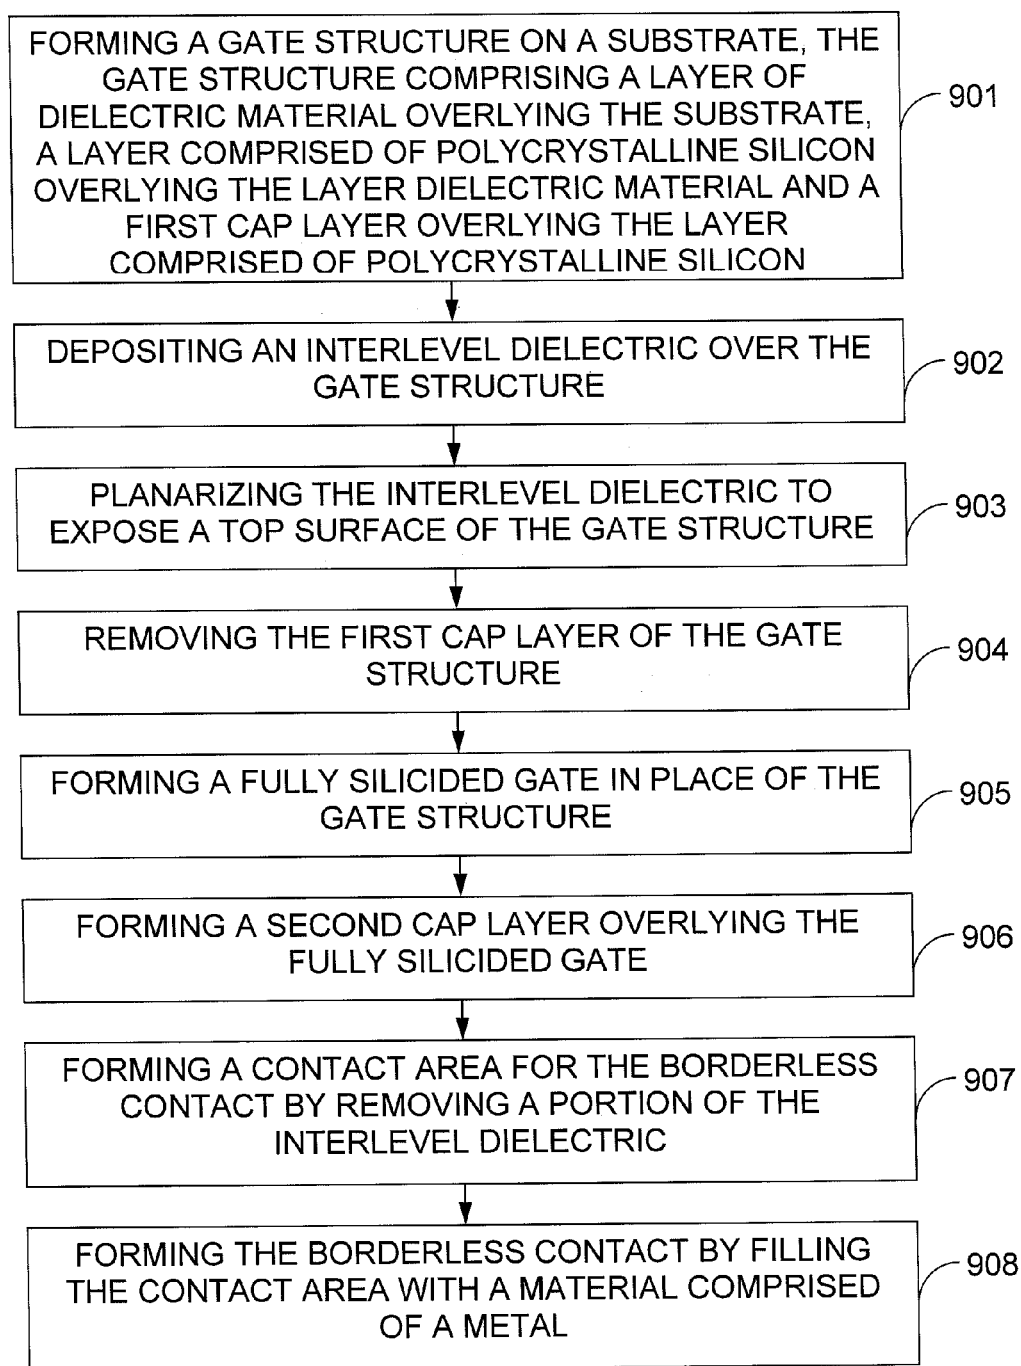 FORMING A GATE STRUCTURE ON A SUBSTRATE, THE
GATE STRUCTURE COMPRISING A LAYER OF
DIELECTRIC MATERIAL OVERLYING THE SUBSTRATE,
A LAYER COMPRISED OF POLYCRYSTALLINE SILICON
OVERLYING THE LAYER DIELECTRIC MATERIAL AND A
FIRST CAP LAYER OVERLYING THE LAYER
COMPRISED OF POLYCRYSTALLINE SILICON
901
DEPOSITING AN INTERLEVEL DIELECTRIC OVER THE
GATE STRUCTURE
902
PLANARIZING THE INTERLEVEL DIELECTRIC TO
EXPOSE A TOP SURFACE OF THE GATE STRUCTURE
903
REMOVING THE FIRST CAP LAYER OF THE GATE
STRUCTURE
904
FORMING A FULLY SILICIDED GATE IN PLACE OF THE
GATE STRUCTURE
905
FORMING A SECOND CAP LAYER OVERLYING THE
FULLY SILICIDED GATE
906
FORMING A CONTACT AREA FOR THE BORDERLESS
CONTACT BY REMOVING A PORTION OF THE
INTERLEVEL DIELECTRIC
907
FORMING THE BORDERLESS CONTACT BY FILLING
THE CONTACT AREA WITH A MATERIAL COMPRISED
OF A METAL
908